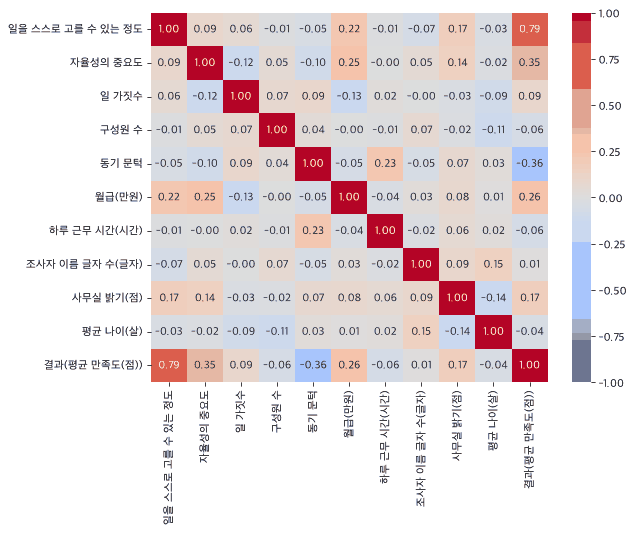 일을 스스로 고를 수 있는 정도 1.00 0.09 0.06 -0.01 -0.05 0.22 -0.01 -0.07 0.17 -0.03 0.79
자율성의 중요도 0.09 1.00 -0.12 0.05 -0.10 0.25 -0.00 0.05 0.14 -0.02 0.35
일 가짓수 0.06 -0.12 1.00 0.07 0.09 -0.13 0.02 -0.00 -0.03 -0.09 0.09
구성원 수 -0.01 0.05 0.07 1.00 0.04 -0.00 -0.01 0.07 -0.02 -0.11 -0.06
동기 문턱 -0.05 -0.10 0.09 0.04 1.00 -0.05 0.23 -0.05 0.07 0.03 -0.36
월급(만원) 0.22 0.25 -0.13 -0.00 -0.05 1.00 -0.04 0.03 0.08 0.01 0.26
하루 근무 시간(시간) -0.01 -0.00 0.02 -0.01 0.23 -0.04 1.00 -0.02 0.06 0.02 -0.06
조사자 이름 글자 수(글자) -0.07 0.05 -0.00 0.07 -0.05 0.03 -0.02 1.00 0.09 0.15 0.01
사무실 밝기(점) 0.17 0.14 -0.03 -0.02 0.07 0.08 0.06 0.09 1.00 -0.14 0.17
평균 나이(살) -0.03 -0.02 -0.09 -0.11 0.03 0.01 0.02 0.15 -0.14 1.00 -0.04
결과(평균 만족도(점)) 0.79 0.35 0.09 -0.06 -0.36 0.26 -0.06 0.01 0.17 -0.04 1.00
일을 스스로 고를 수 있는 정도
자율성의 중요도
일 가짓수
구성원 수
동기 문턱
월급(만원)
하루 근무 시간(시간)
조사자 이름 글자 수(글자)
사무실 밝기(점)
평균 나이(살)
결과(평균 만족도(점))
1.00
0.75
0.50
0.25
0.00
-0.25
-0.50
-0.75
-1.00